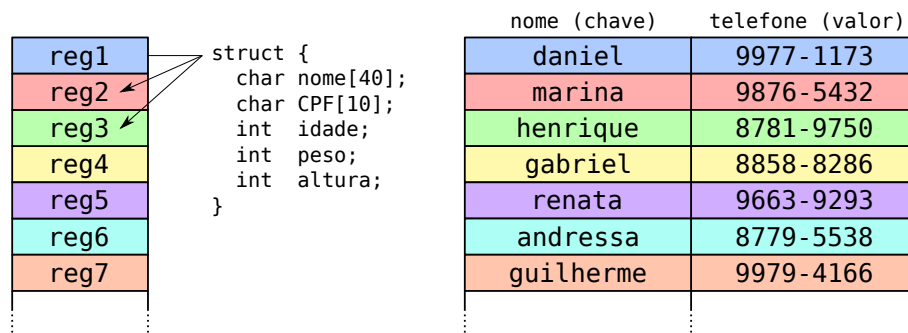 reg1
reg2
reg3
reg4
reg5
reg6
reg7
struct {
  char nome[40];
  char CPF[10];
  int  idade;
  int  peso;
  int  altura;
}
nome (chave) telefone (valor)
daniel 9977-1173
marina 9876-5432
henrique 8781-9750
gabriel 8858-8286
renata 9663-9293
andressa 8779-5538
guilherme 9979-4166